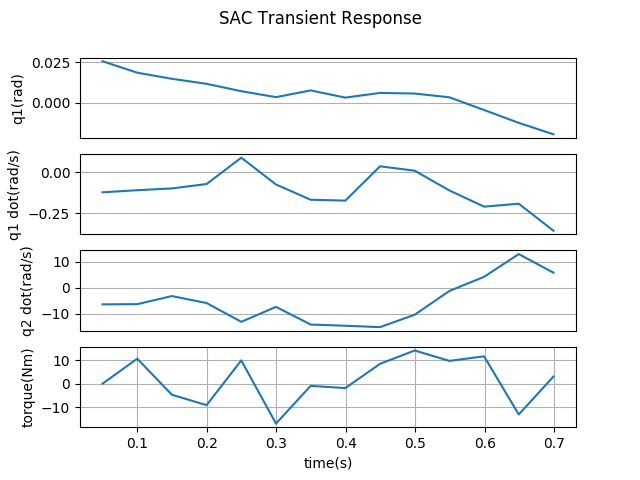 SAC Transient Response
q1(rad)
0.025
0.000
q1 dot(rad/s)
0.00
−0.25
q2 dot(rad/s)
10
0
−10
torque(Nm)
10
0
−10
0.1 0.2 0.3 0.4 0.5 0.6 0.7
time(s)